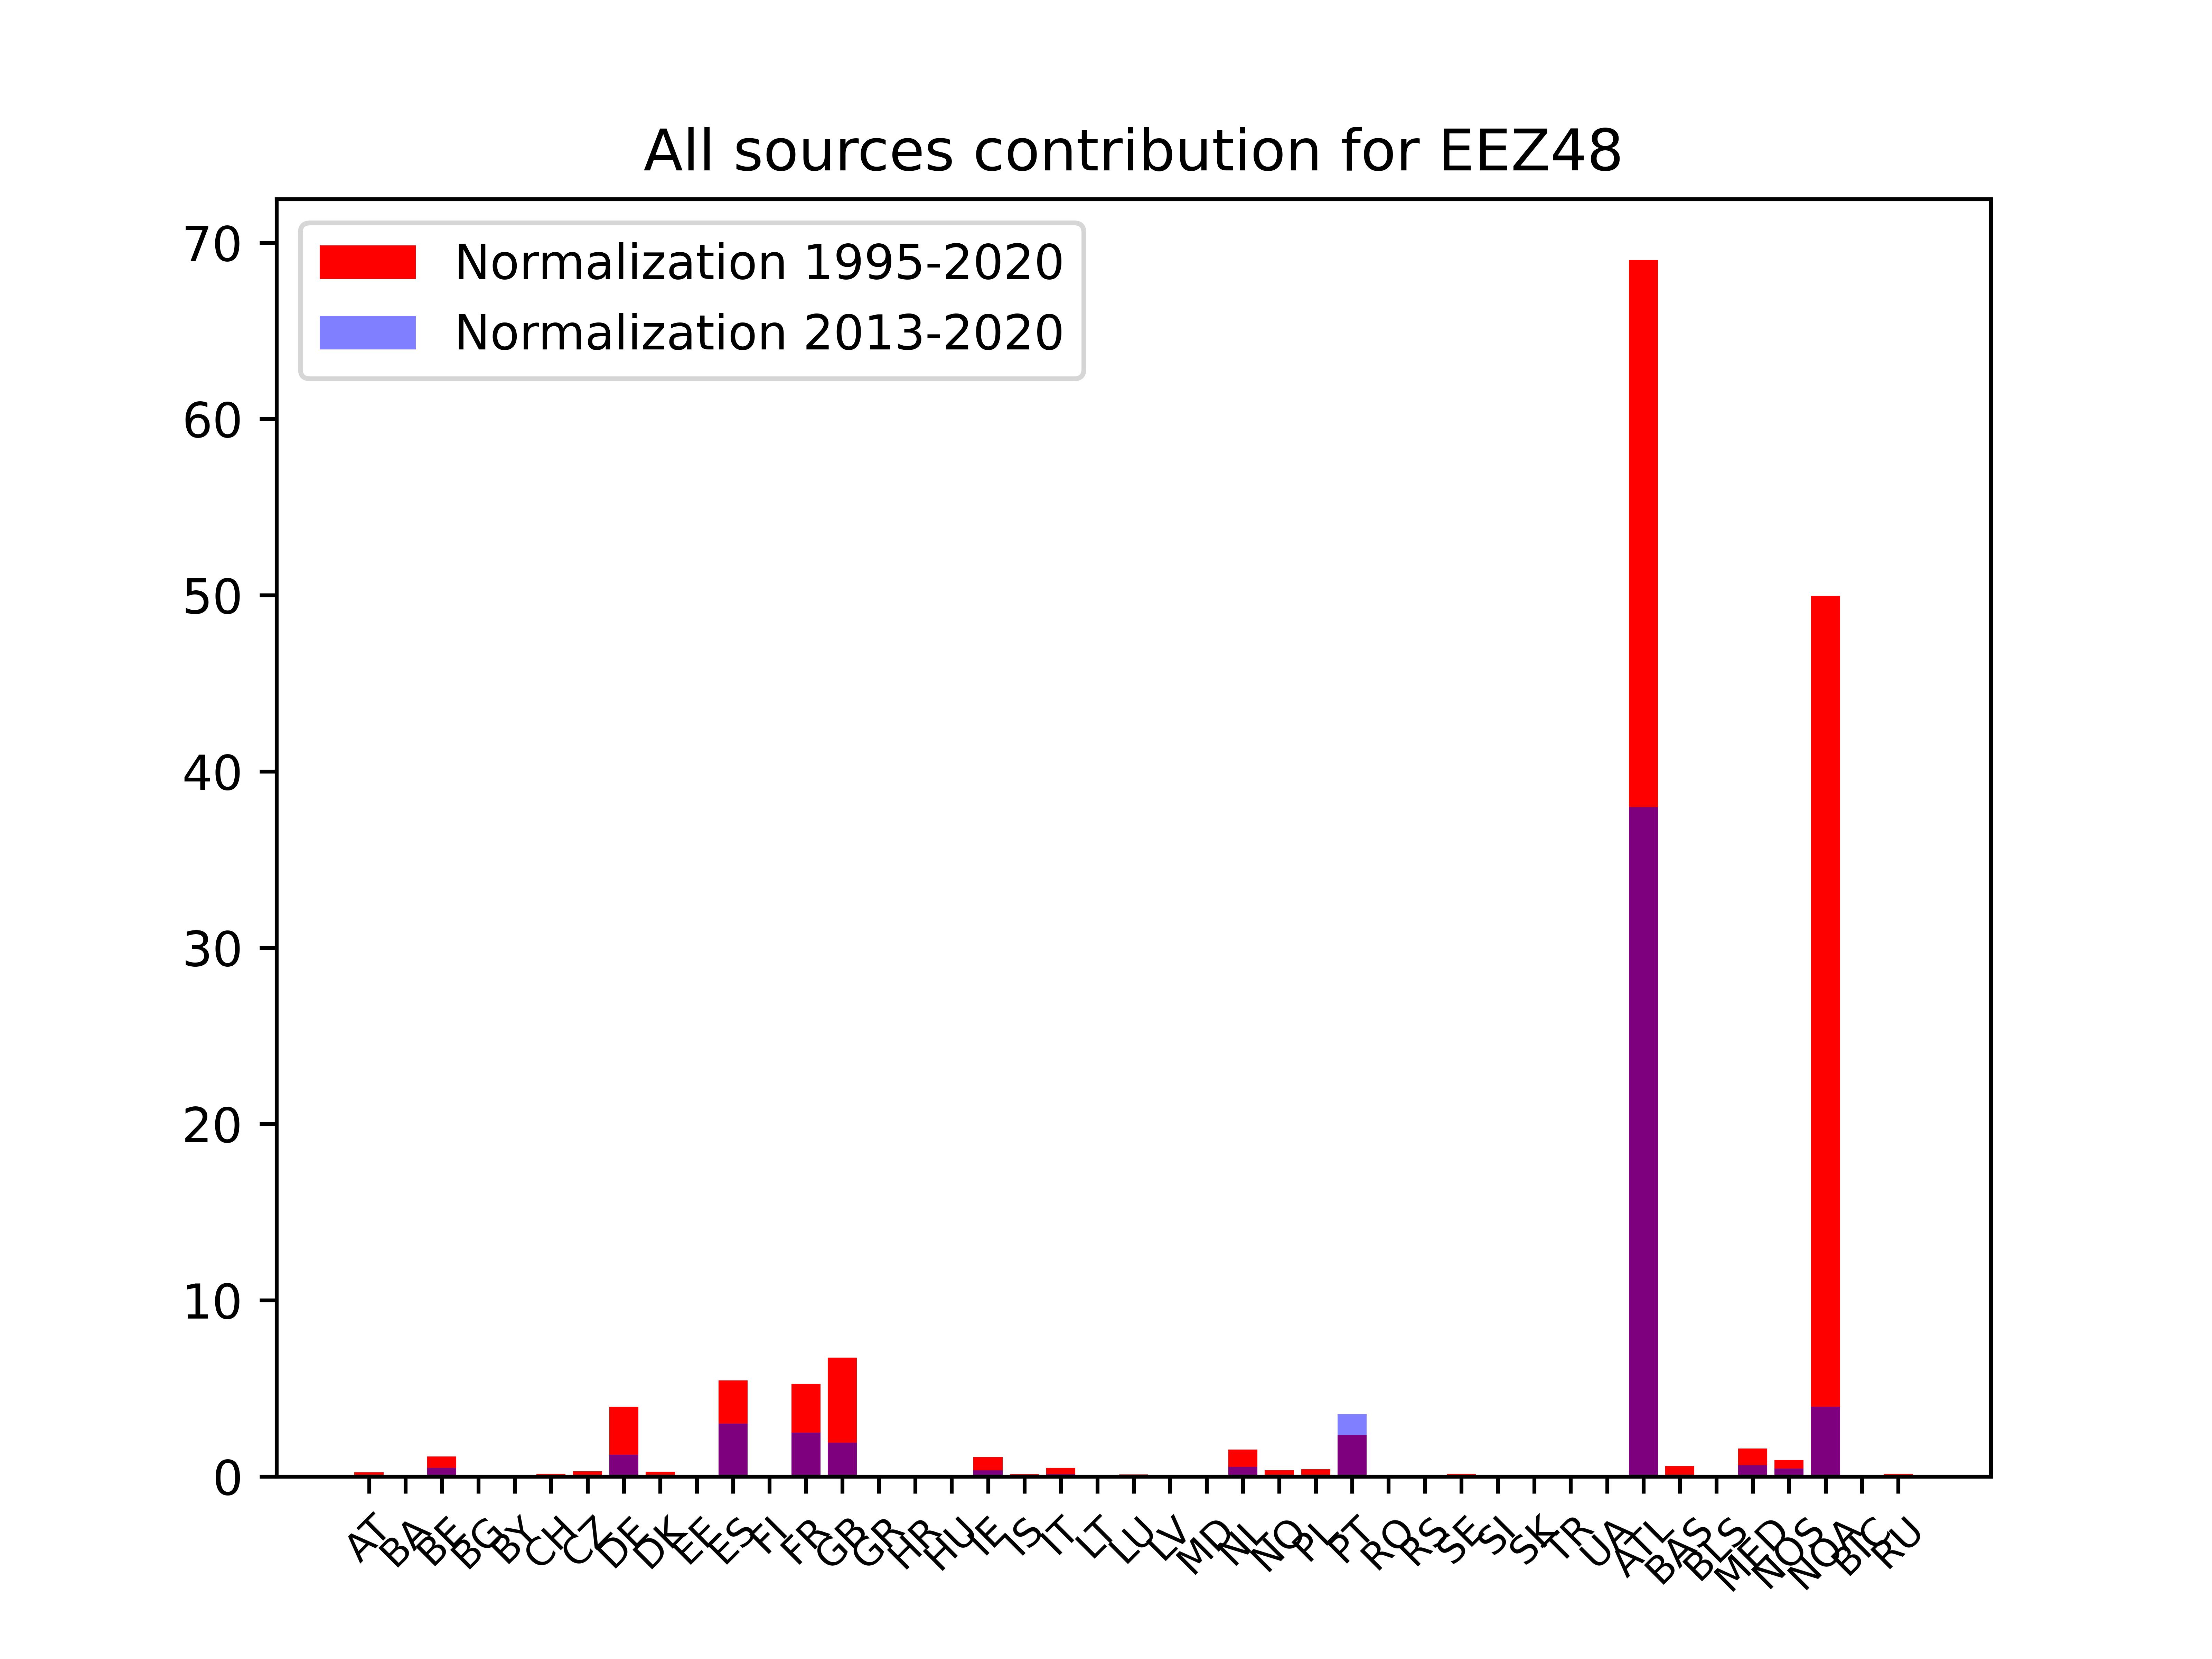 All sources contribution for EEZ48
Normalization 1995-2020
Normalization 2013-2020
70
60
50
40
30
20
10
0
AT
BA
BE
BG
BY
CH
CZ
DE
DK
EE
ES
FI
FR
GB
GR
HR
HU
IE
IS
IT
LT
LU
LV
MD
NL
NO
PL
PT
RO
RS
SE
SI
SK
TR
UA
ATL
BAS
BLS
MED
NOS
NOA
BIC
RU